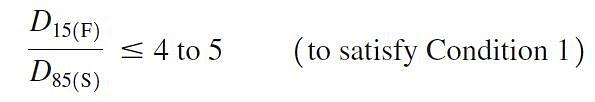 D15(F)
D85(S)
≤ 4 to 5 (to satisfy Condition 1)